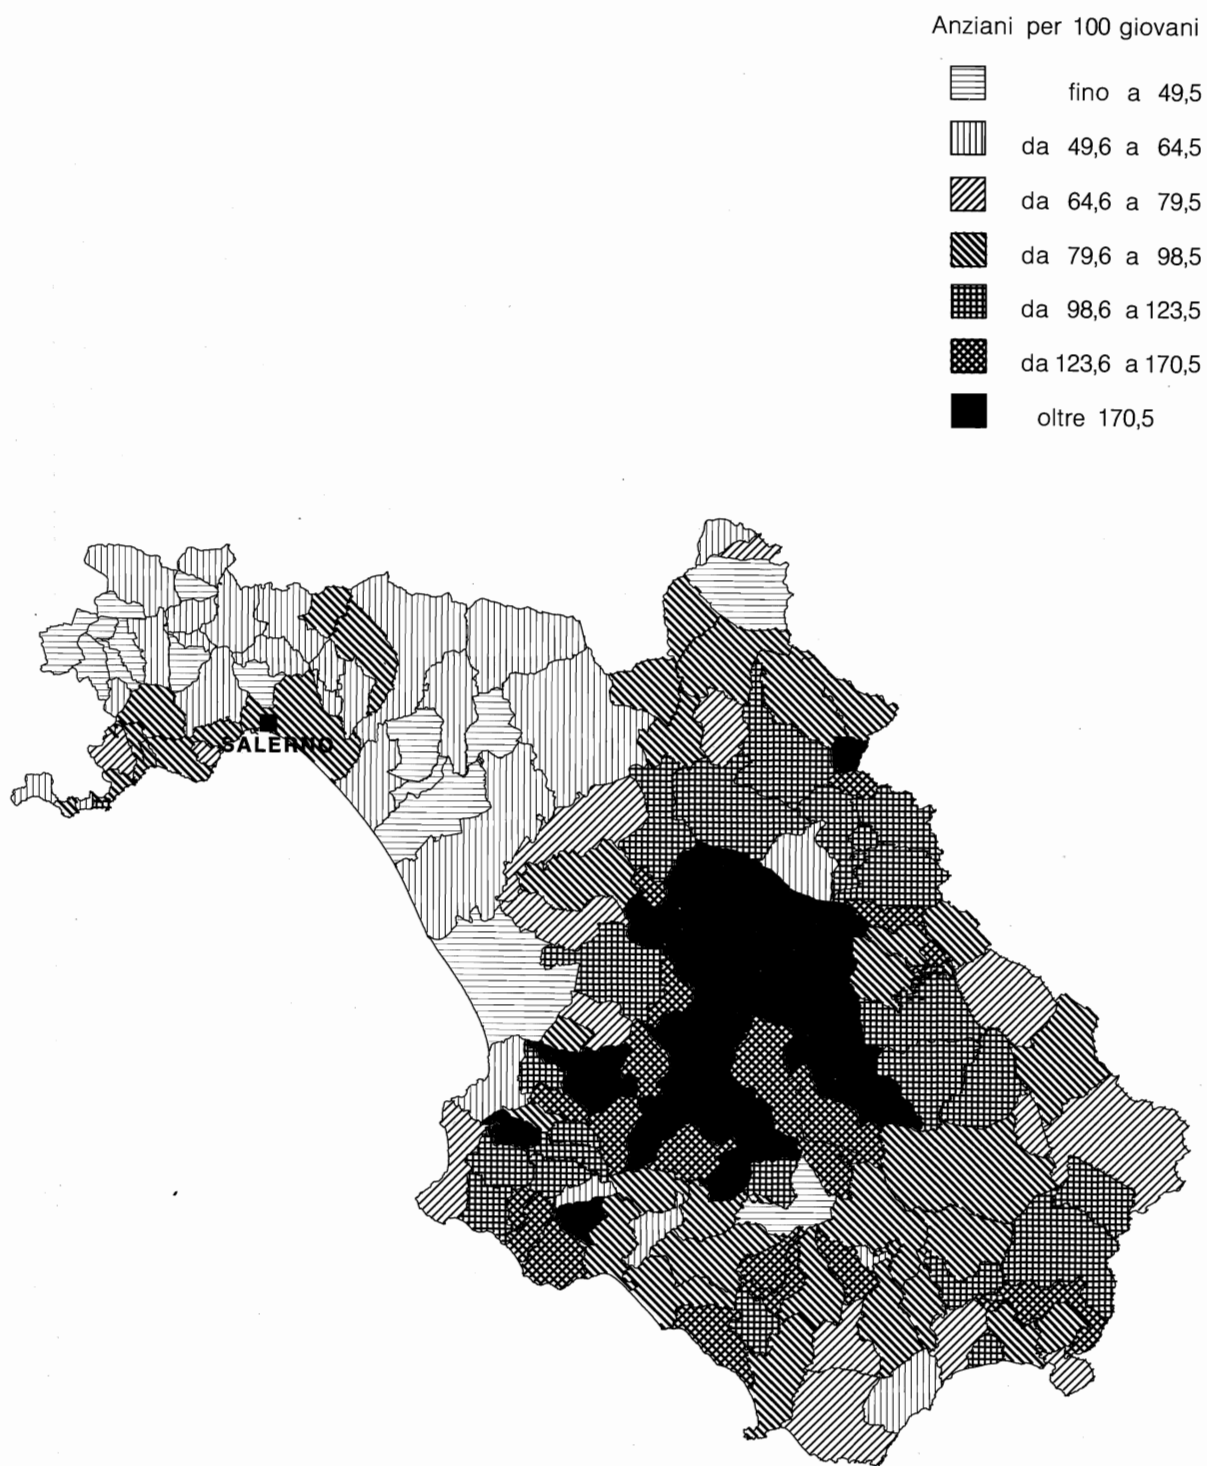 Anziani per 100 giovani
fino a 49,5
da 49,6 a 64,5
da 64,6 a 79,5
da 79,6 a 98,5
da 98,6 a 123,5
da 123,6 a 170,5
oltre 170,5
SALERNO